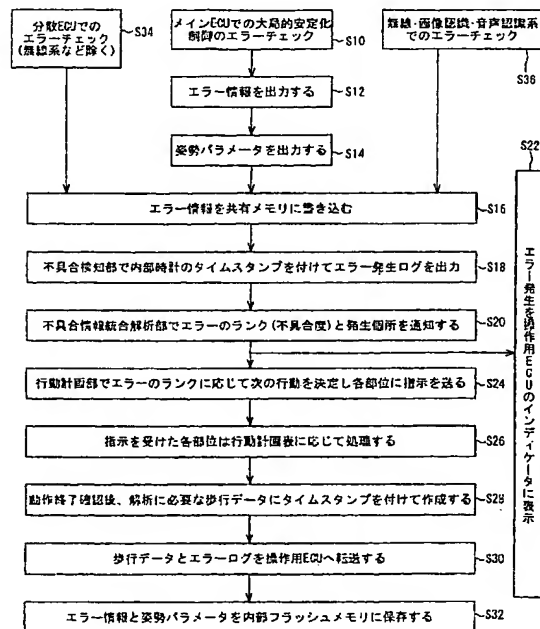 分散ECUでの
エラーチェック
(無線系など除く)
S34
メインECUでの大局的安定化
制御のエラーチェック
S10
無線・画像認識・音声認識系
でのエラーチェック
S36
エラー情報を出力する
S12
姿勢パラメータを出力する
S14
S22
エラー情報を共有メモリに書き込む
S16
不具合検知部で内部時計のタイムスタンプを付けてエラー発生ログを出力
S18
不具合情報統合解析部でエラーのランク(不具合度)と発生個所を通知する
S20
エラー発生を操作用ECUのインディケータに表示
行動計画部でエラーのランクに応じて次の行動を決定し各部位に指示を送る
S24
指示を受けた各部位は行動計画表に応じて処理する
S26
動作終了確認後、解析に必要な歩行データにタイムスタンプを付けて作成する
S28
歩行データとエラーログを操作用ECUへ転送する
S30
エラー情報と姿勢パラメータを内部フラッシュメモリに保存する
S32